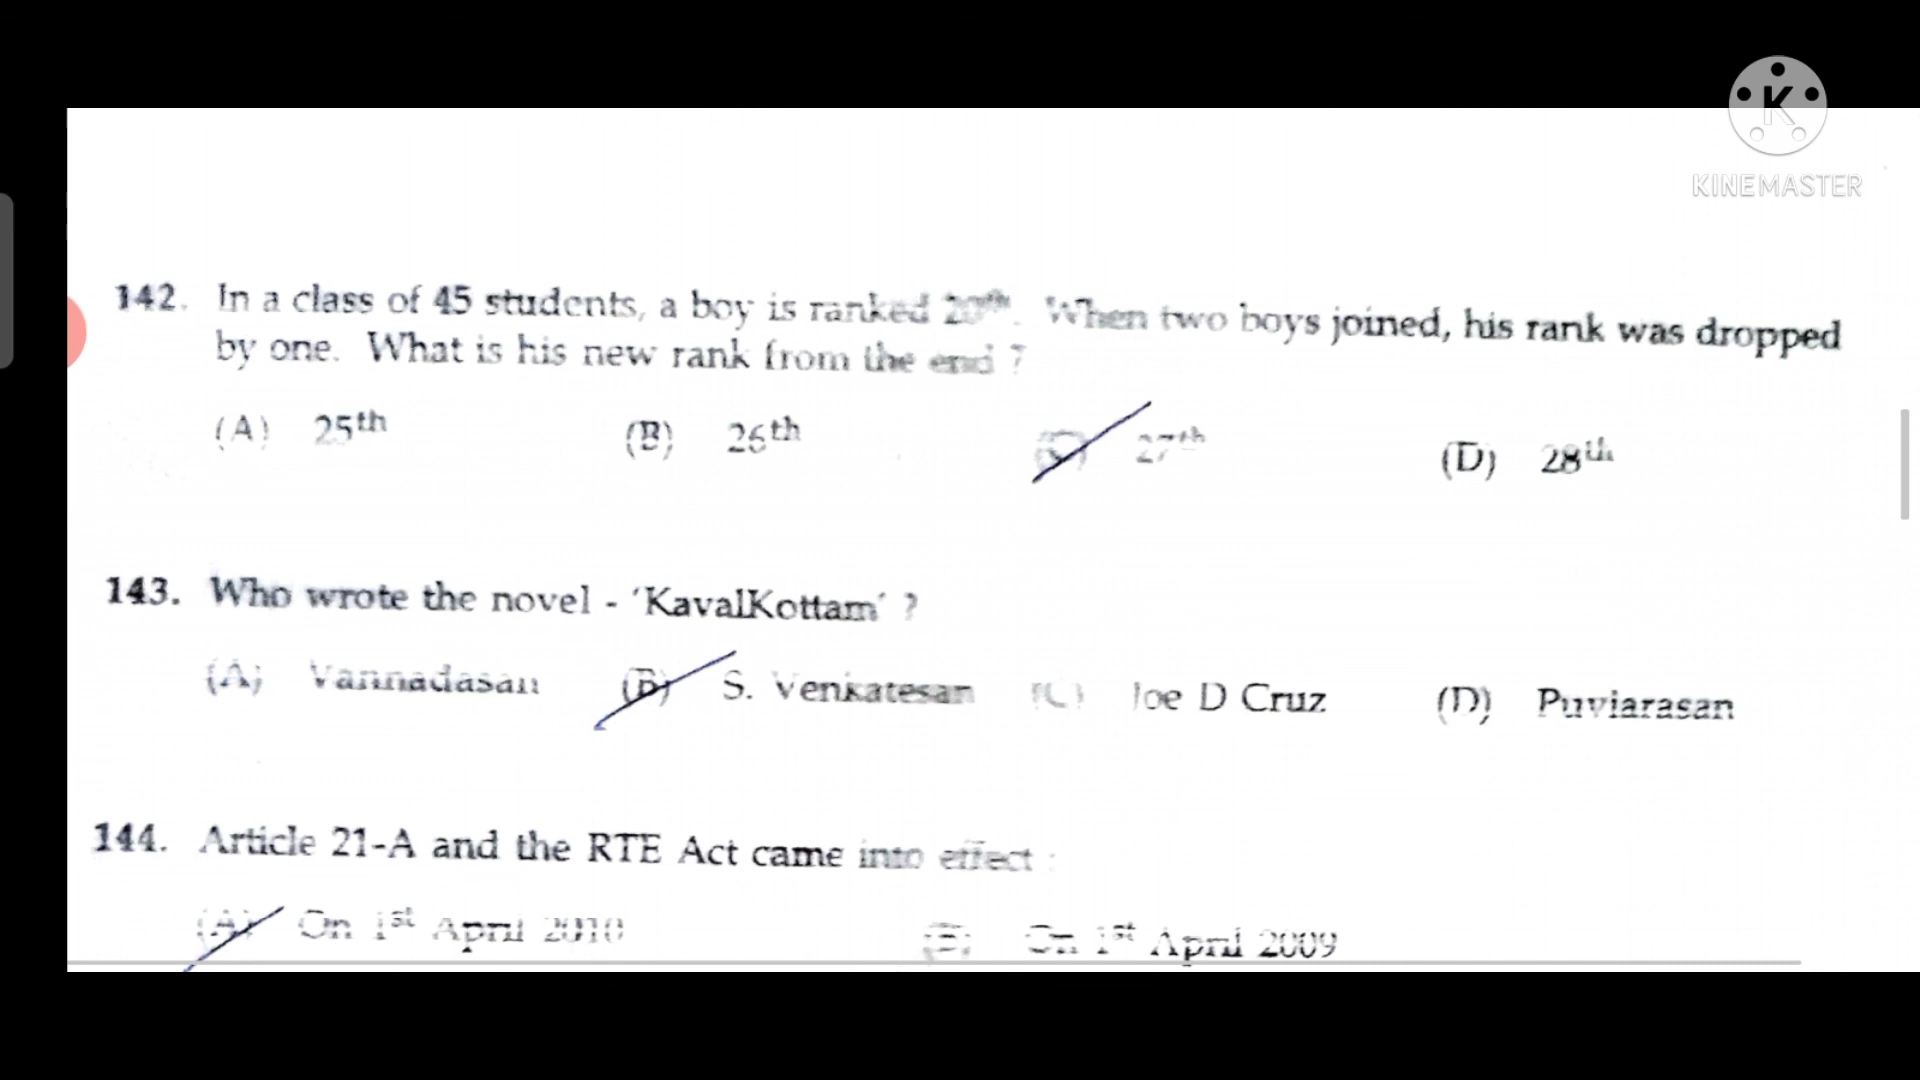 K
KINEMASTER
142. In a class of 45 students, a boy is ranked 20th. When two boys joined, his rank was dropped
by one. What is his new rank from the end ?
(A) 25th (B) 26th (C) 27th (D) 28th
143. Who wrote the novel - 'KavalKottam' ?
(A) Vannadasan (B) S. Venkatesan (C) Joe D Cruz (D) Puviarasan
144. Article 21-A and the RTE Act came into effect :
(A) On 1st April 2010 (B) On 1st April 2009